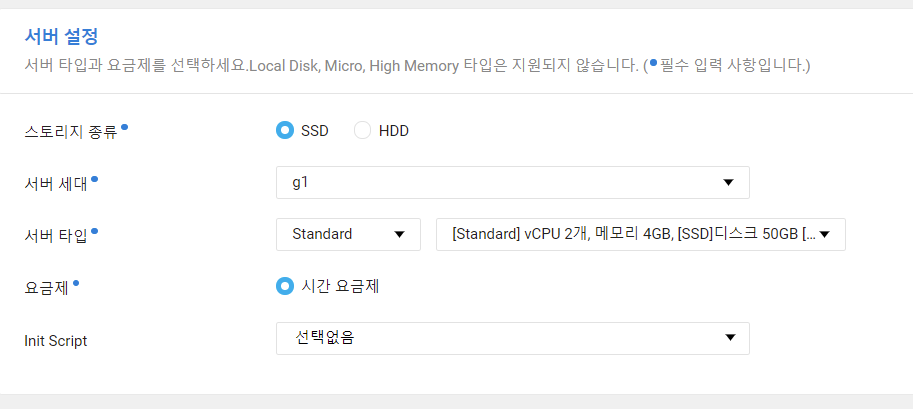 서버 설정
서버 타입과 요금제를 선택하세요.Local Disk, Micro, High Memory 타입은 지원되지 않습니다. (•필수 입력 사항입니다.)
스토리지 종류• SSD HDD
서버 세대• g1
서버 타입• Standard [Standard] vCPU 2개, 메모리 4GB, [SSD]디스크 50GB [...
요금제• 시간 요금제
Init Script 선택없음